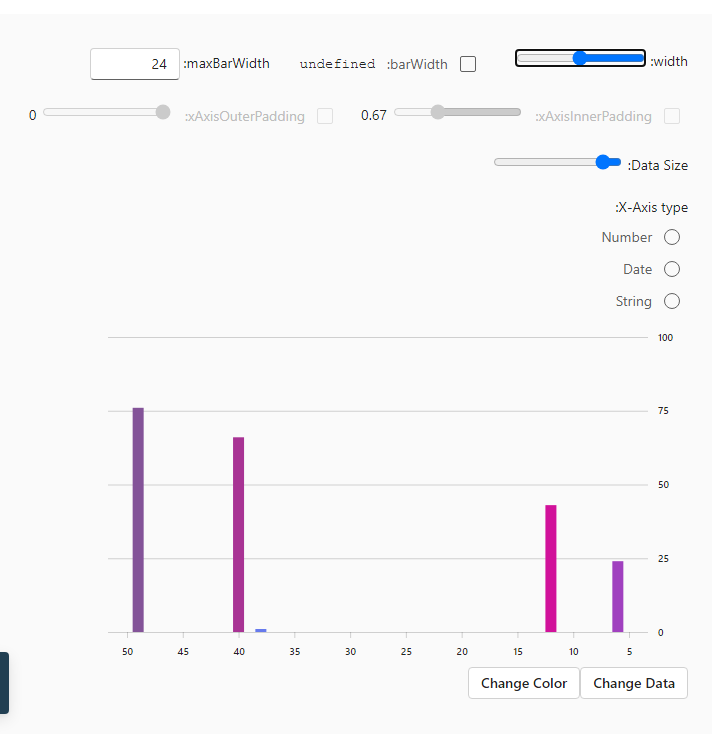 :width
:barWidth undefined
:maxBarWidth 24
:xAxisInnerPadding 0.67
:xAxisOuterPadding 0
:Data Size
:X-Axis type
Number
Date
String
100
75
50
25
0
50 45 40 35 30 25 20 15 10 5
Change Color Change Data